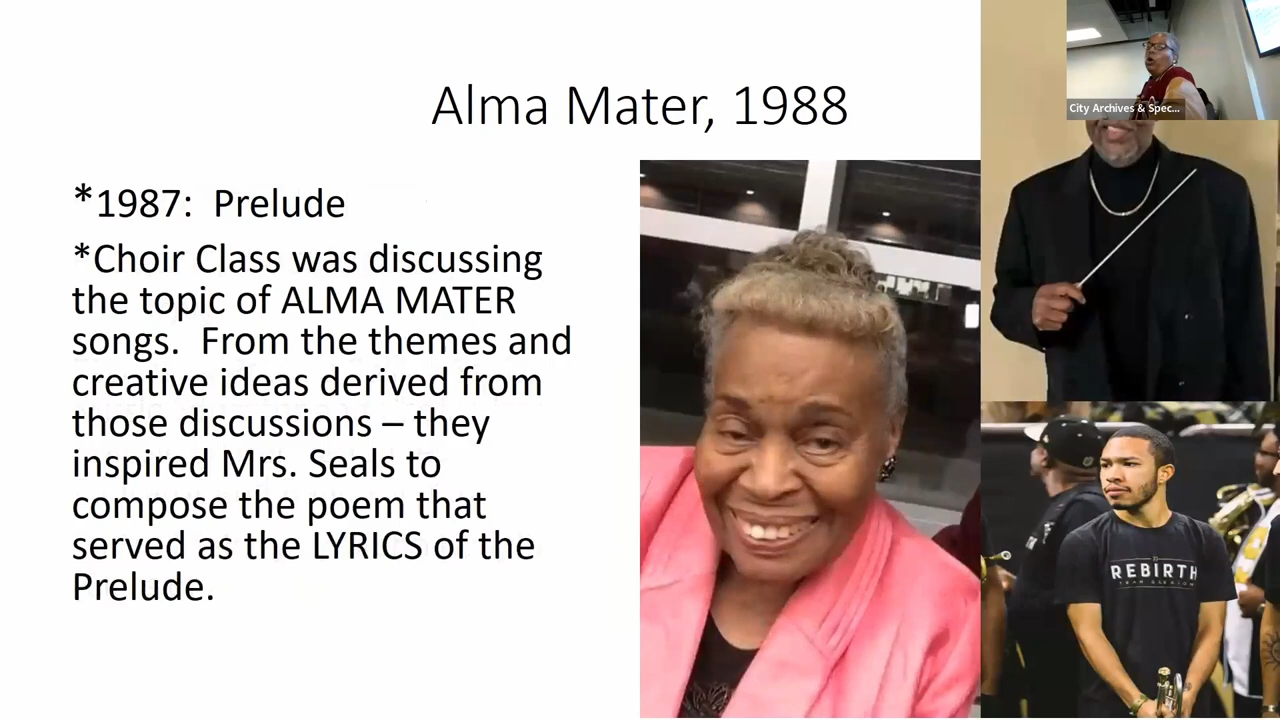 City Archives & Spec...
Alma Mater, 1988
*1987:  Prelude
*Choir Class was discussing
the topic of ALMA MATER
songs.  From the themes and
creative ideas derived from
those discussions – they
inspired Mrs. Seals to
compose the poem that
served as the LYRICS of the
Prelude.
REBIRTH
TEAM GLEASON